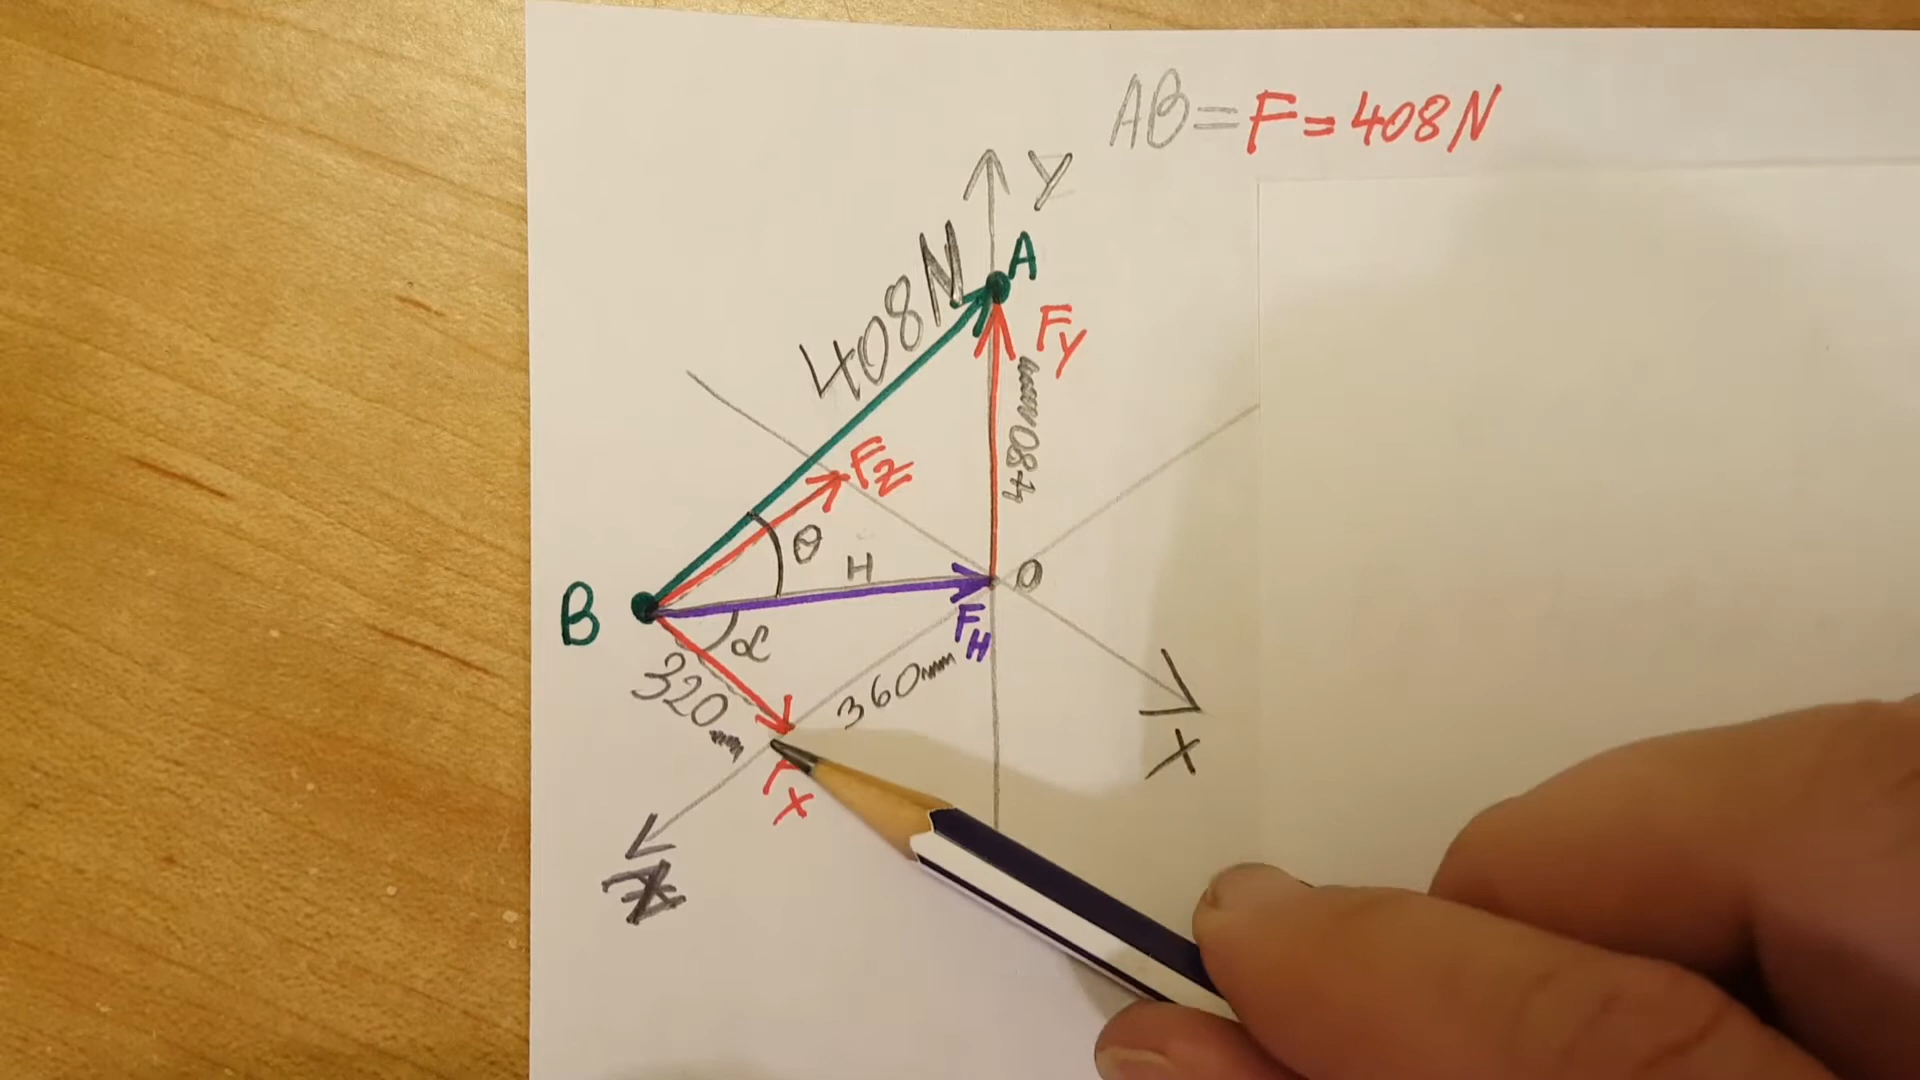 AB=F=408N
Y
A
408N
Fy
480mm
Fz
θ
H
O
B
FH
α
320mm
360mm
Fx
X
Z